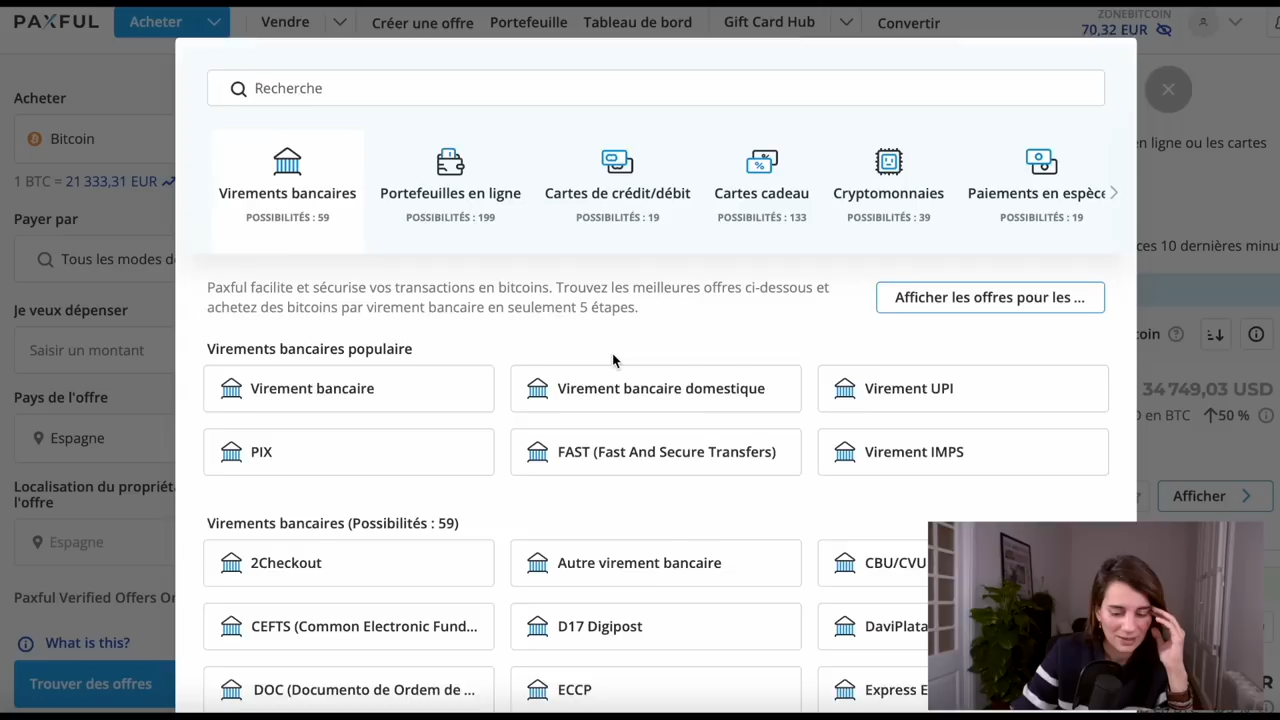 PAXFUL
Acheter
Vendre
Créer une offre
Portefeuille
Tableau de bord
Gift Card Hub
Convertir
ZONEBITCOIN
70,32 EUR
Acheter
Bitcoin
1 BTC = 21 333,31 EUR
Payer par
Tous les modes d
Je veux dépenser
Saisir un montant
Pays de l'offre
Espagne
Localisation du propriét
l'offre
Espagne
Paxful Verified Offers On
What is this?
Trouver des offres
Recherche
Virements bancaires
POSSIBILITÉS : 59
Portefeuilles en ligne
POSSIBILITÉS : 199
Cartes de crédit/débit
POSSIBILITÉS : 19
Cartes cadeau
POSSIBILITÉS : 133
Cryptomonnaies
POSSIBILITÉS : 39
Paiements en espèce
POSSIBILITÉS : 19
Paxful facilite et sécurise vos transactions en bitcoins. Trouvez les meilleures offres ci-dessous et
achetez des bitcoins par virement bancaire en seulement 5 étapes.
Afficher les offres pour les ...
Virements bancaires populaire
Virement bancaire
Virement bancaire domestique
Virement UPI
PIX
FAST (Fast And Secure Transfers)
Virement IMPS
Virements bancaires (Possibilités : 59)
2Checkout
Autre virement bancaire
CBU/CVU
CEFTS (Common Electronic Fund...
D17 Digipost
DaviPlata
DOC (Documento de Ordem de ...
ECCP
Express E
en ligne ou les cartes
ces 10 dernières minu
coin
34 749,03 USD
D en BTC
50 %
Afficher